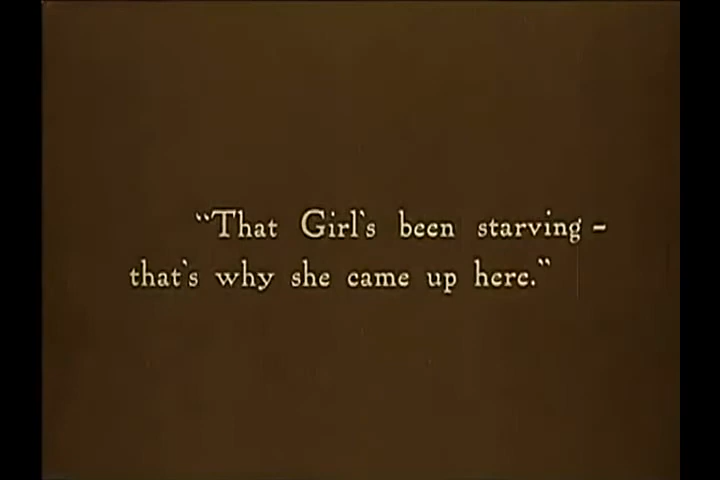 “That Girl's been starving –
that's why she came up here.”